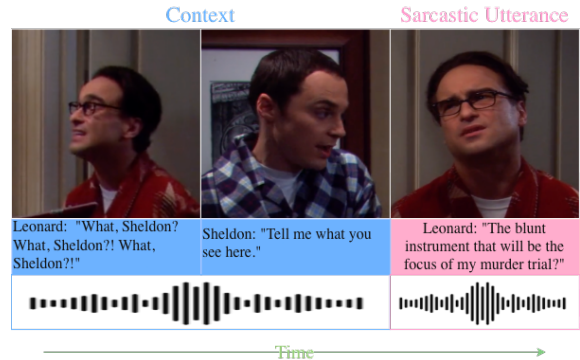 Context
Sarcastic Utterance
Leonard: "What, Sheldon?
What, Sheldon?! What,
Sheldon?!"
Sheldon: "Tell me what you
see here."
Leonard: "The blunt
instrument that will be the
focus of my murder trial?"
Time